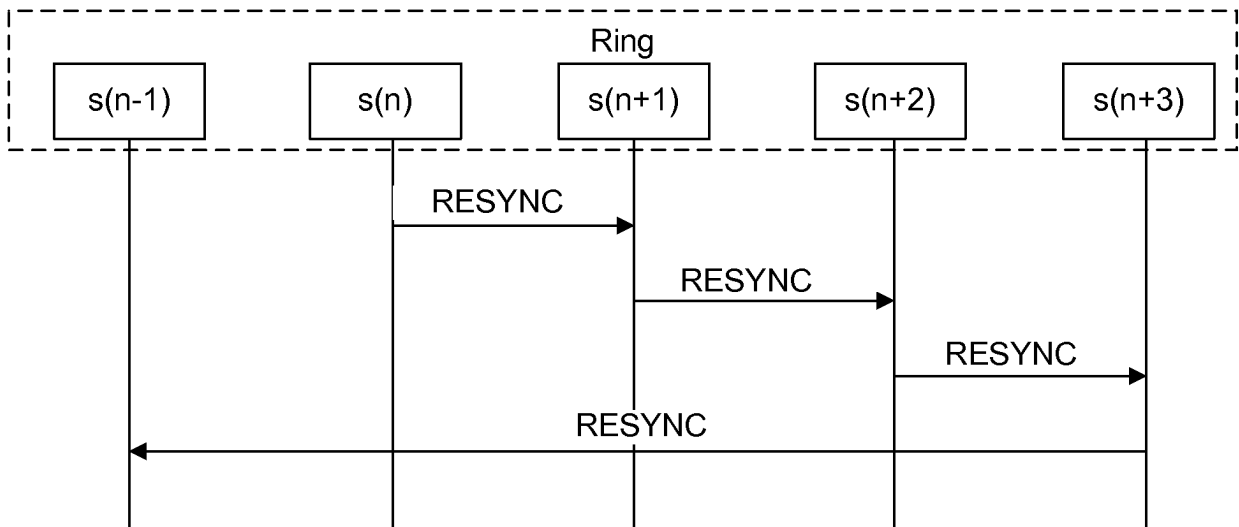 Ring
s(n-1)
s(n)
s(n+1)
s(n+2)
s(n+3)
RESYNC
RESYNC
RESYNC
RESYNC